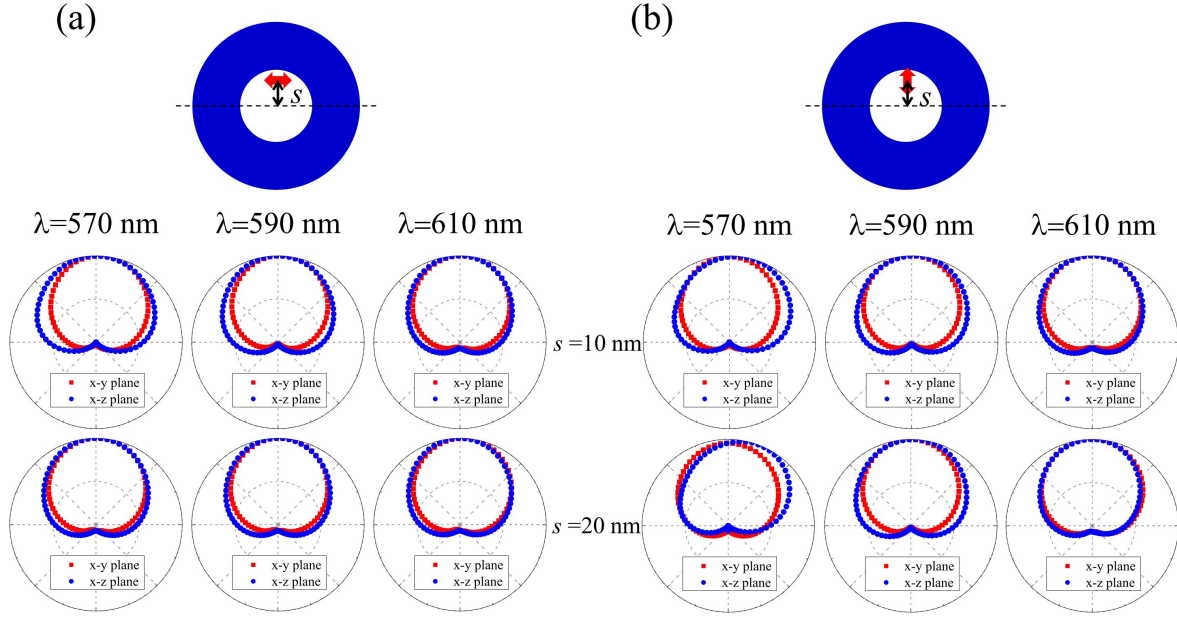 (a)
(b)
s
s
λ=570 nm
λ=590 nm
λ=610 nm
λ=570 nm
λ=590 nm
λ=610 nm
x-y plane
x-z plane
x-y plane
x-z plane
x-y plane
x-z plane
s =10 nm
x-y plane
x-z plane
x-y plane
x-z plane
x-y plane
x-z plane
x-y plane
x-z plane
x-y plane
x-z plane
x-y plane
x-z plane
s =20 nm
x-y plane
x-z plane
x-y plane
x-z plane
x-y plane
x-z plane